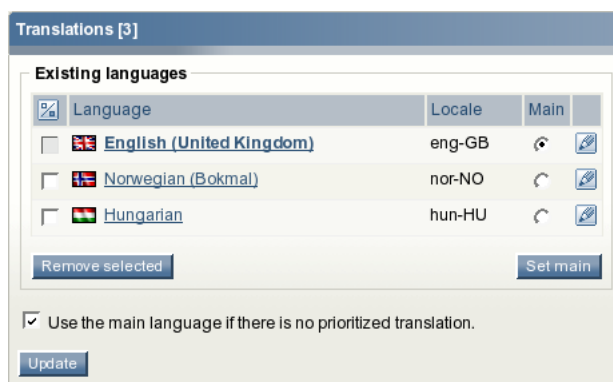 Translations [3]
Existing languages
Language Locale Main
English (United Kingdom) eng-GB
Norwegian (Bokmal) nor-NO
Hungarian hun-HU
Remove selected Set main
Use the main language if there is no prioritized translation.
Update